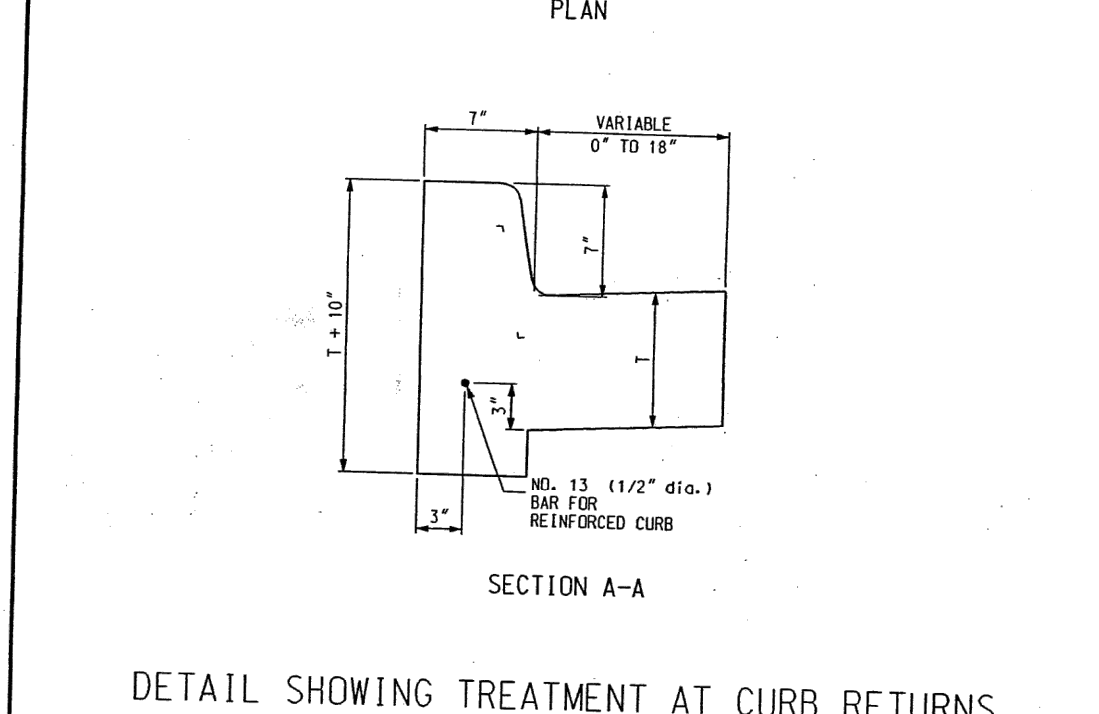 PLAN
7"
VARIABLE
0" TO 18"
7"
T + 10"
T
3"
NO. 13 (1/2" dia.)
BAR FOR
REINFORCED CURB
3"
SECTION A-A
DETAIL SHOWING TREATMENT AT CURB RETURNS